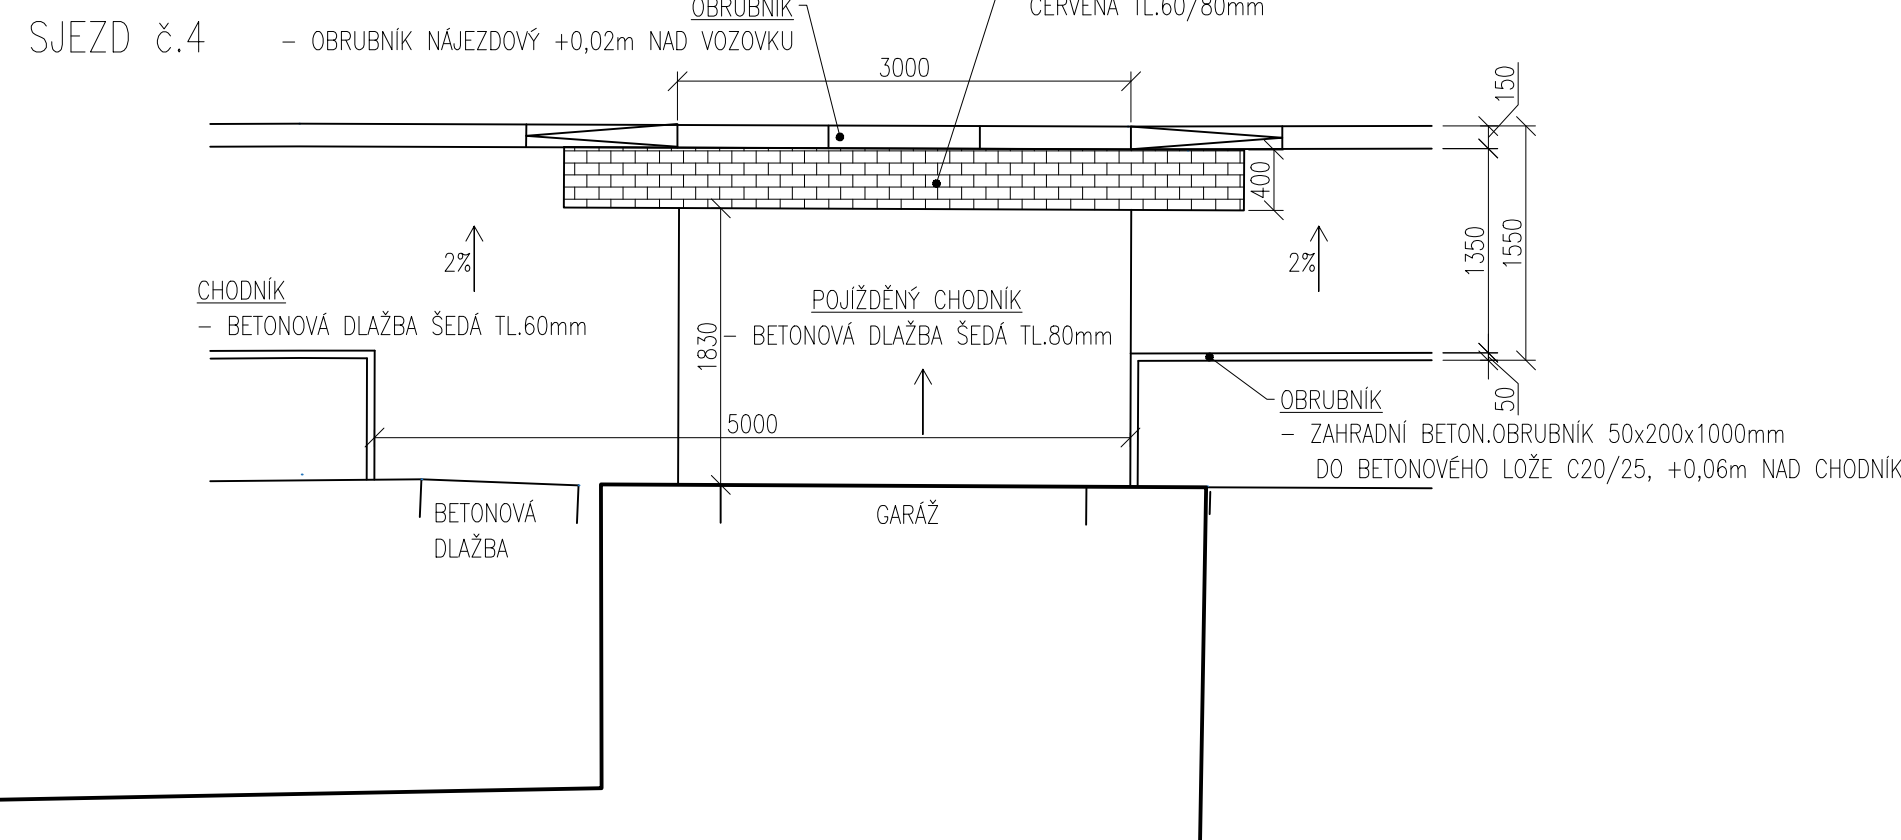 OBRUBNÍK
ČERVENÁ TL.60/80mm
SJEZD č.4
- OBRUBNÍK NÁJEZDOVÝ +0,02m NAD VOZOVKU
3000
150
400
2%
2%
1350
1550
CHODNÍK
- BETONOVÁ DLAŽBA ŠEDÁ TL.60mm
POJÍŽDĚNÝ CHODNÍK
- BETONOVÁ DLAŽBA ŠEDÁ TL.80mm
1830
50
OBRUBNÍK
- ZAHRADNÍ BETON.OBRUBNÍK 50x200x1000mm
DO BETONOVÉHO LOŽE C20/25, +0,06m NAD CHODNÍK
5000
BETONOVÁ
DLAŽBA
GARÁŽ